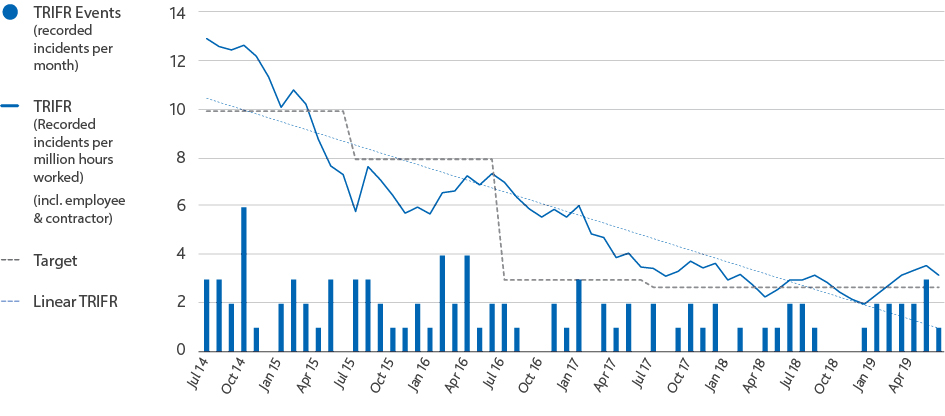 TRIFR Events
(recorded
incidents per
month)
TRIFR
(Recorded
incidents per
million hours
worked)
(incl. employee
& contractor)
Target
Linear TRIFR
14
12
10
8
6
4
2
0
Jul 14
Oct 14
Jan 15
Apr 15
Jul 15
Oct 15
Jan 16
Apr 16
Jul 16
Oct 16
Jan 17
Apr 17
Jul 17
Oct 17
Jan 18
Apr 18
Jul 18
Oct 18
Jan 19
Apr 19